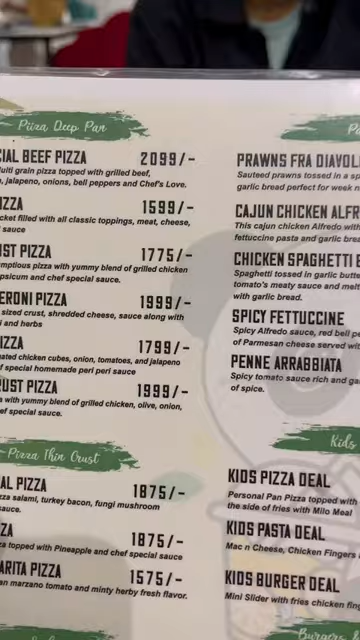 Piiza Deep Pan
CIAL BEEF PIZZA 2099/-
ulti grain pizza topped with grilled beef,
jalapeno, onions, bell peppers and Chef's Love.
IZZA 1599/-
cket filled with all classic toppings, meat, cheese,
sauce
UST PIZZA 1775/-
mptious pizza with yummy blend of grilled chicken
psicum and chef special sauce.
ERONI PIZZA 1999/-
sized crust, shredded cheese, sauce along with
i and herbs
IZZA 1799/-
ated chicken cubes, onion, tomatoes, and jalapeno
f special homemade peri peri sauce
RUST PIZZA 1999/-
with yummy blend of grilled chicken, olive, onion,
ef special sauce.
Pizza Thin Crust
AL PIZZA 1875/-
zza salami, turkey bacon, fungi mushroom
sauce.
ZA 1875/-
a topped with Pineapple and chef special sauce
ARITA PIZZA 1575/-
an marzano tomato and minty herby fresh flavor.
P
PRAWNS FRA DIAVOL
Sauteed prawns tossed in a sp
garlic bread perfect for week n
CAJUN CHICKEN ALFR
This cajun chicken Alfredo with
fettuccine pasta and garlic brea
CHICKEN SPAGHETTI B
Spaghetti tossed in garlic butte
tomato's meaty sauce and melt
with garlic bread.
SPICY FETTUCCINE
Spicy Alfredo sauce, red bell pe
of Parmesan cheese served wit
PENNE ARRABBIATA
Spicy tomato sauce rich and ga
of spice.
Kids
KIDS PIZZA DEAL
Personal Pan Pizza topped with
the side of fries with Milo Meal
KIDS PASTA DEAL
Mac n Cheese, Chicken Fingers
KIDS BURGER DEAL
Mini Slider with fries chicken fing
Burgers